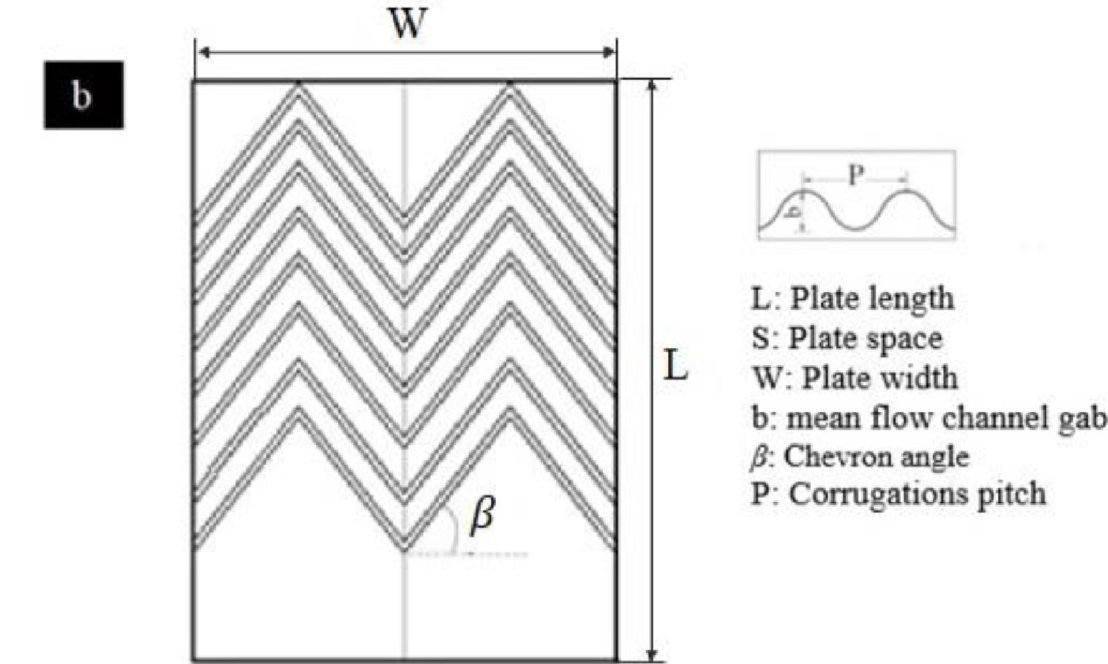 W
b
P
b
L: Plate length
S: Plate space
L
W: Plate width
b: mean flow channel gab
β: Chevron angle
P: Corrugations pitch
β